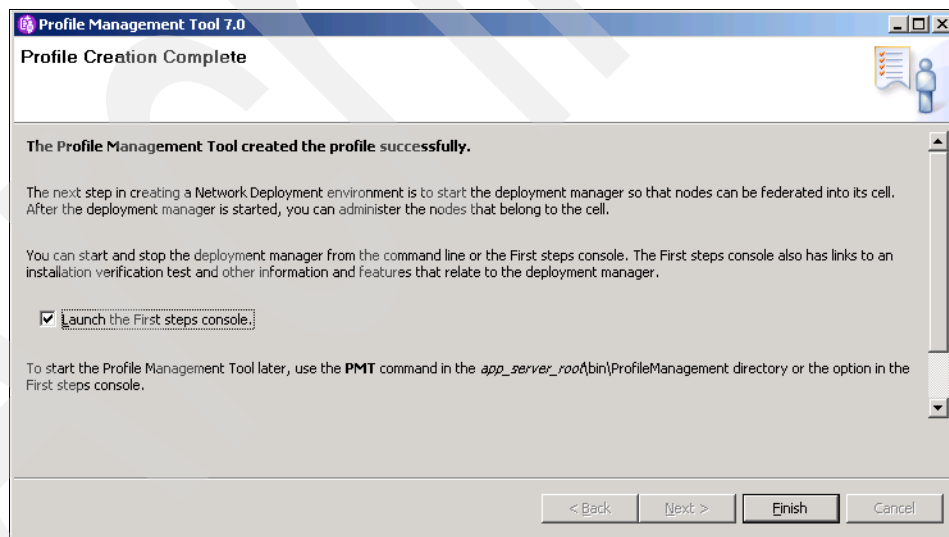 Profile Management Tool 7.0
Profile Creation Complete
The Profile Management Tool created the profile successfully.
The next step in creating a Network Deployment environment is to start the deployment manager so that nodes can be federated into its cell.
After the deployment manager is started, you can administer the nodes that belong to the cell.
You can start and stop the deployment manager from the command line or the First steps console. The First steps console also has links to an
installation verification test and other information and features that relate to the deployment manager.
Launch the First steps console.
To start the Profile Management Tool later, use the PMT command in the app_server_root\bin\ProfileManagement directory or the option in the
First steps console.
< Back Next > Finish Cancel